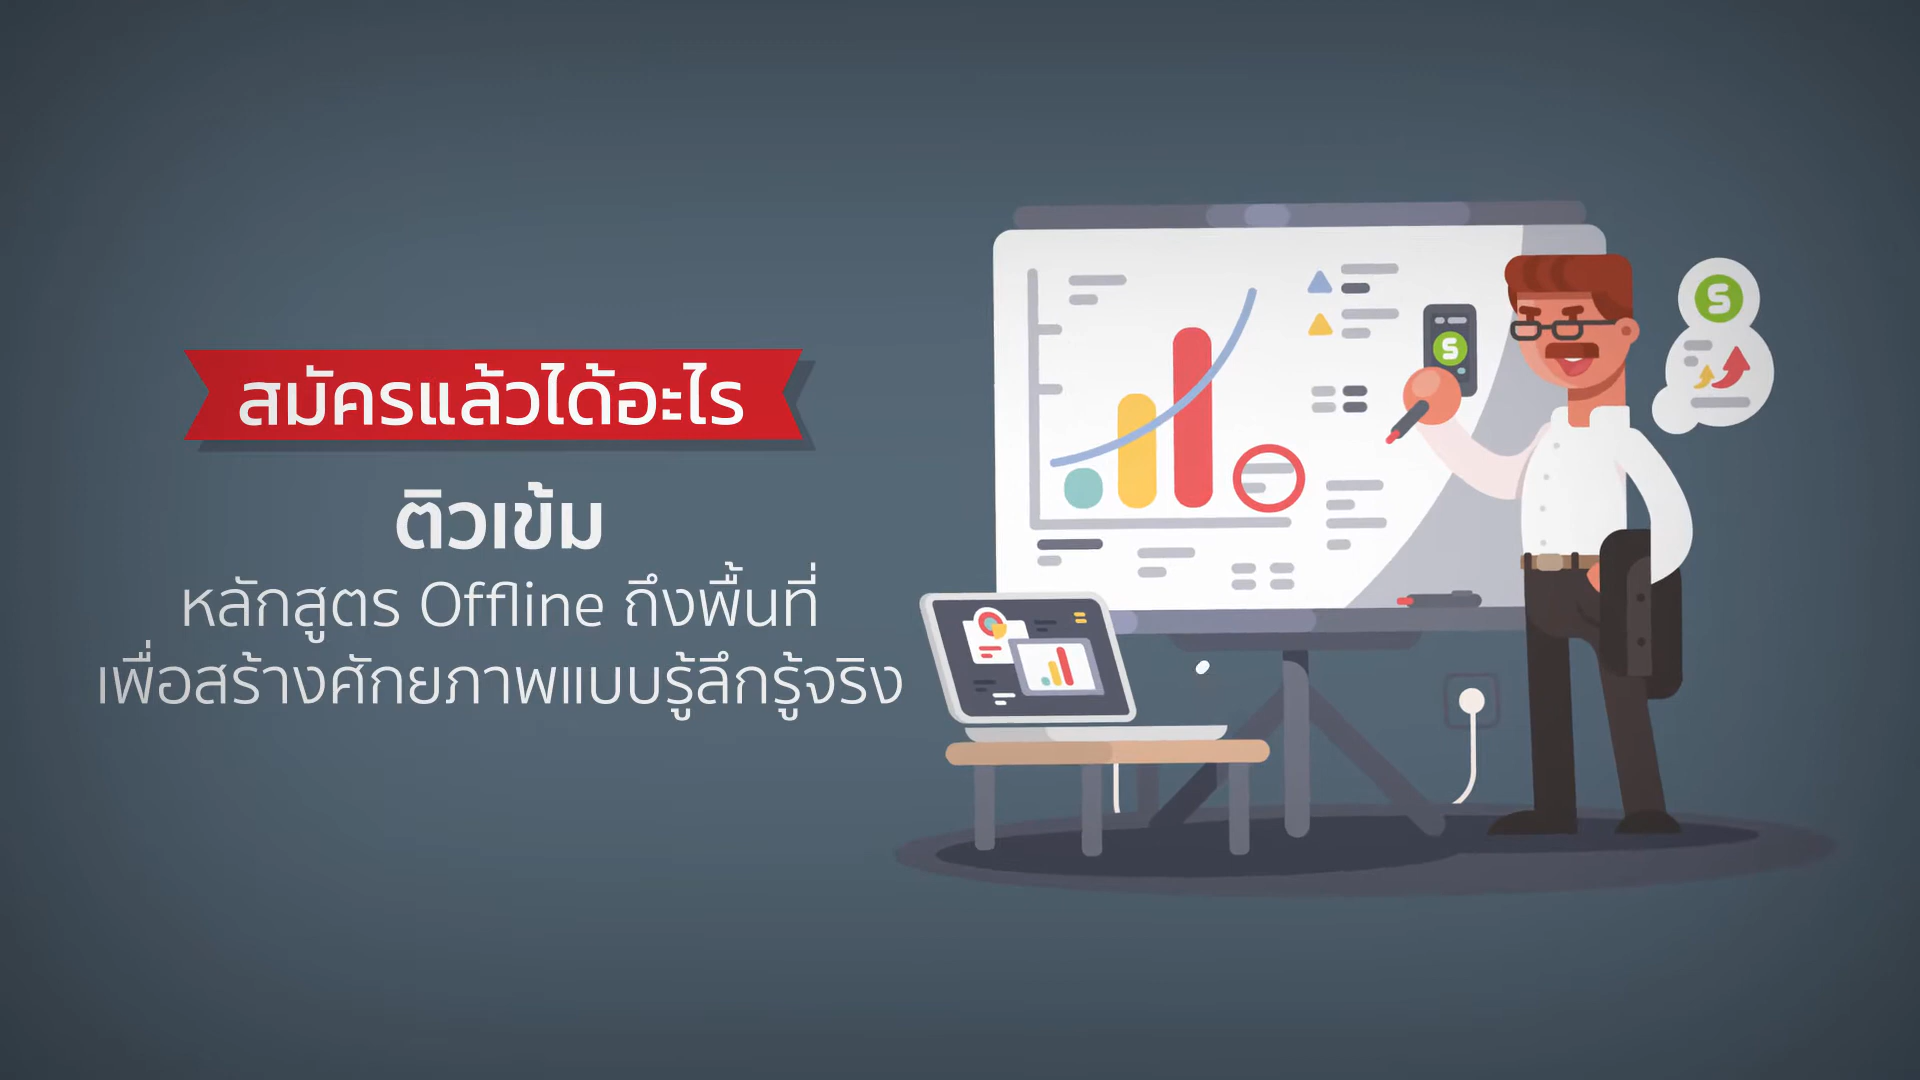 สมัครแล้วได้อะไร
ติวเข้ม
หลักสูตร Offline ถึงพื้นที่
เพื่อสร้างศักยภาพแบบรู้ลึกรู้จริง
S
S